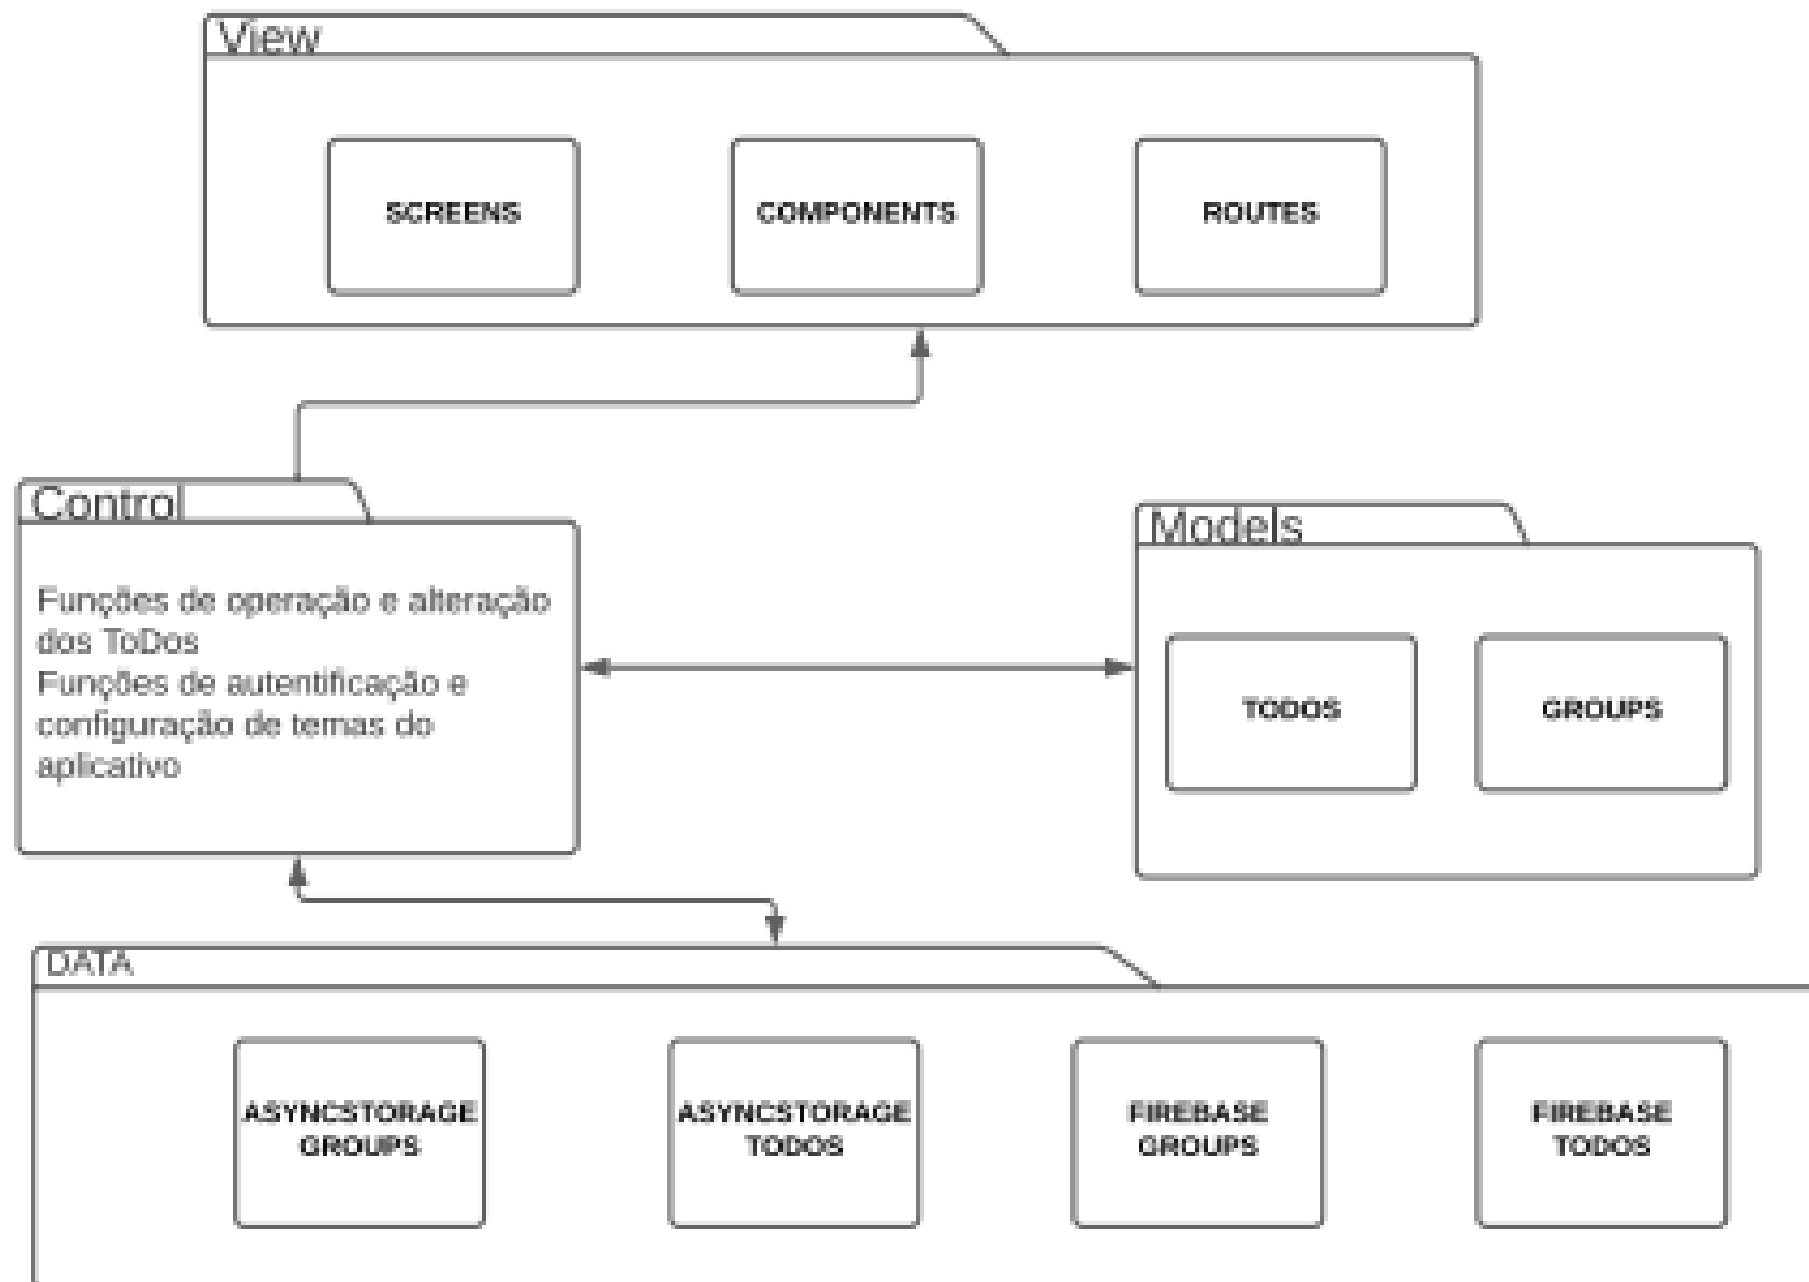 View
SCREENS
COMPONENTS
ROUTES
Control
Funções de operação e alteração
dos ToDos
Funções de autentificação e
configuração de temas do
aplicativo
Models
TODOS
GROUPS
DATA
ASYNCSTORAGE
GROUPS
ASYNCSTORAGE
TODOS
FIREBASE
GROUPS
FIREBASE
TODOS